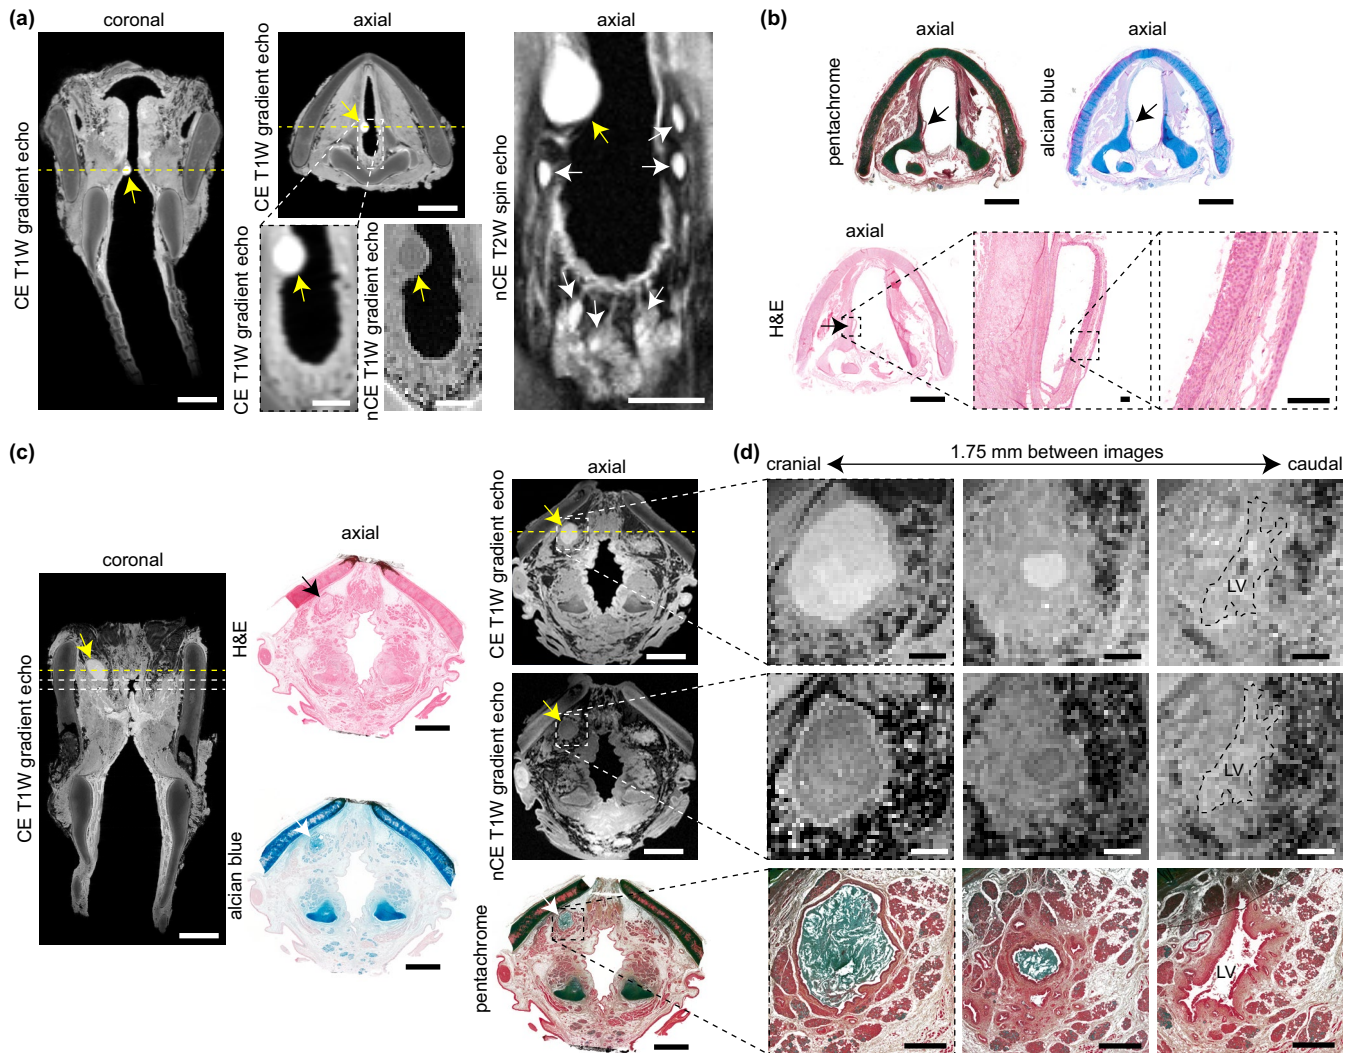 (a)
coronal
axial
axial
CE T1W gradient echo
CE T1W gradient echo
CE T1W gradient echo
nCE T1W gradient echo
nCE T2W spin echo
(b)
axial
axial
pentachrome
alcian blue
axial
H&E
(c)
coronal
CE T1W gradient echo
axial
H&E
alcian blue
axial
CE T1W gradient echo
nCE T1W gradient echo
pentachrome
(d)
1.75 mm between images
cranial
caudal
LV
LV
LV